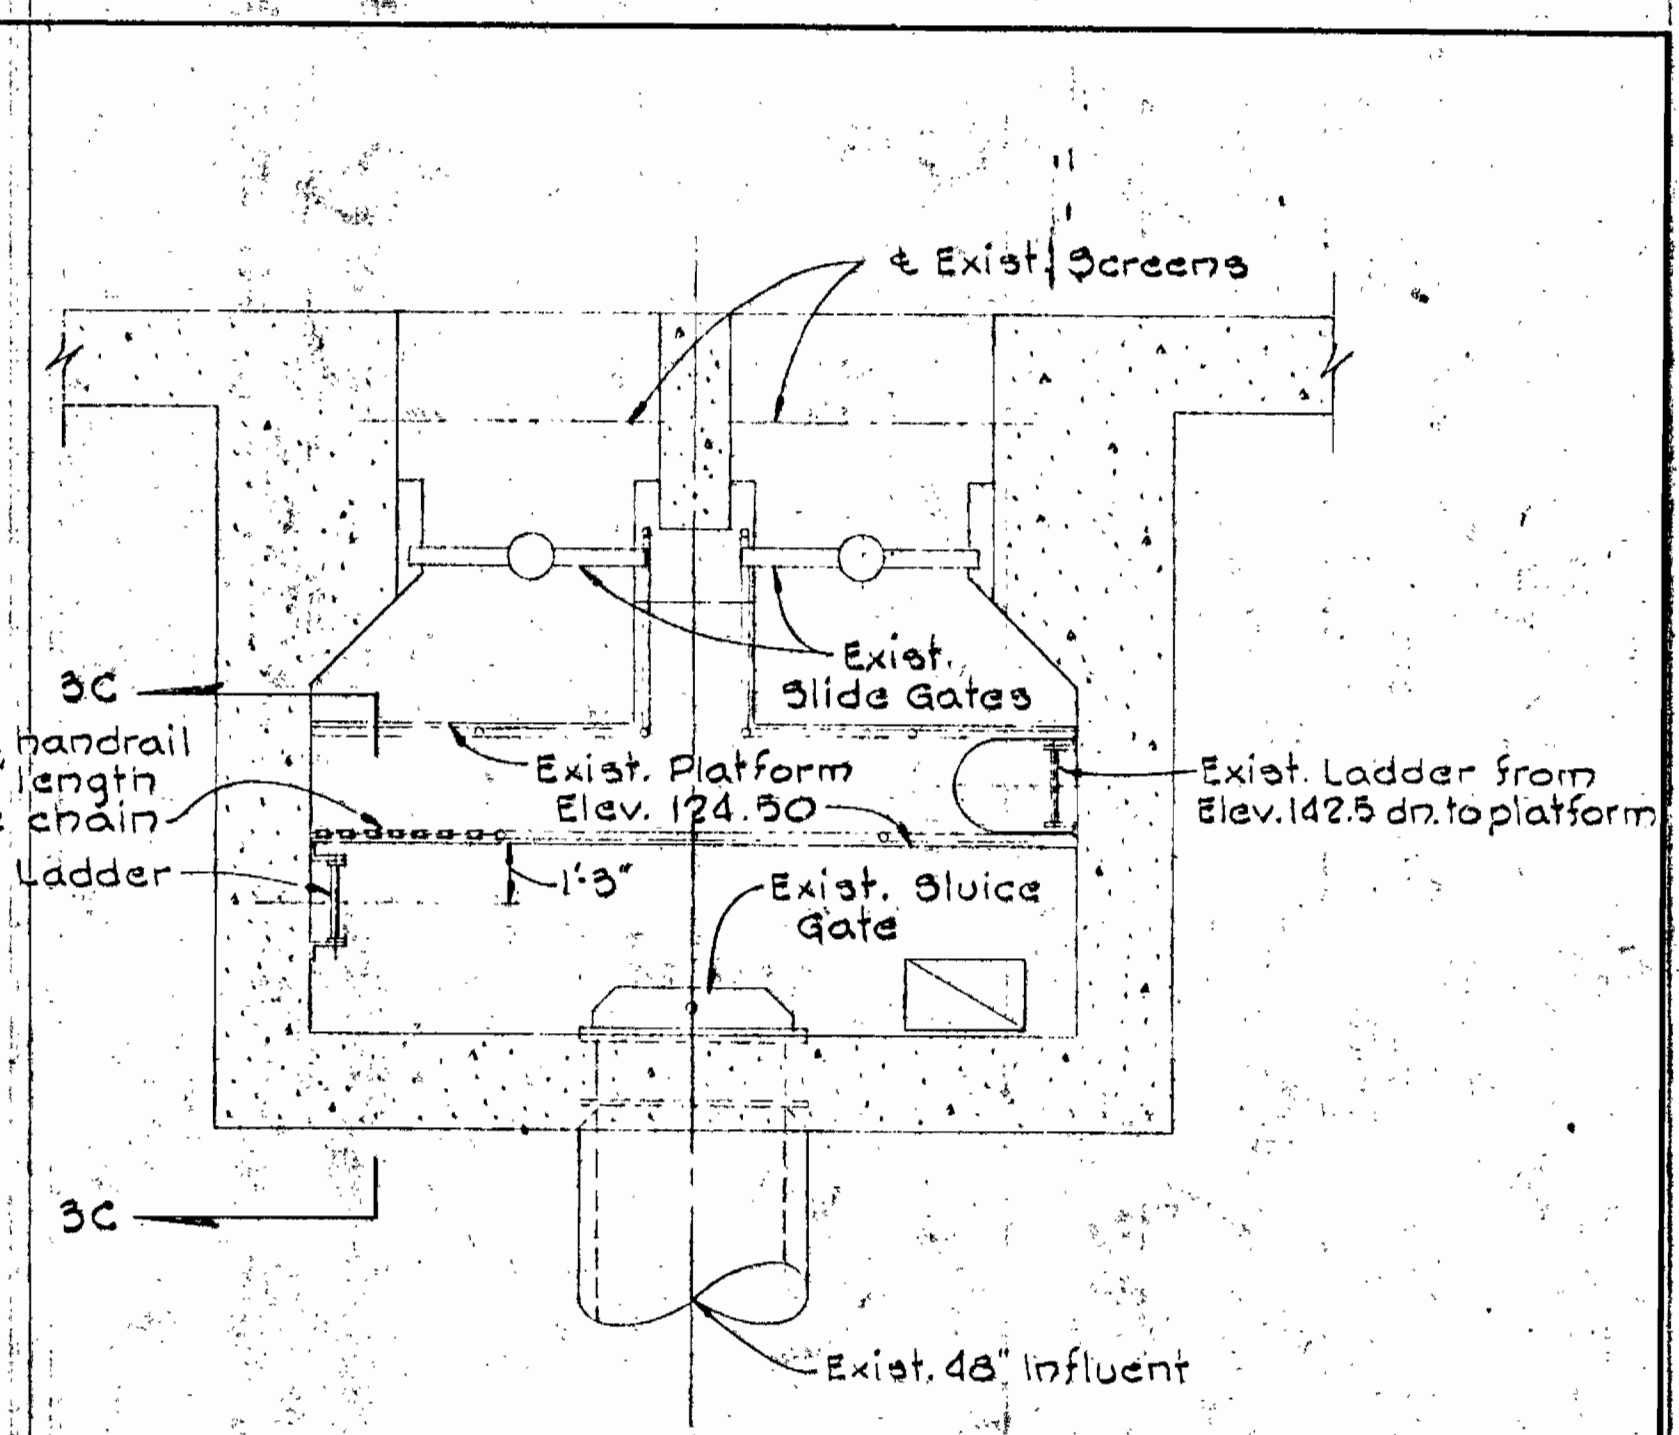 ℄ Exist. Screens
Exist.
Slide Gates
3C
handrail
length
chain
Ladder
Exist. Platform
Elev. 124.50
Exist. Ladder from
Elev. 142.5 dn. to platform
1'-3"
Exist. Sluice
Gate
3C
Exist. 48" Influent